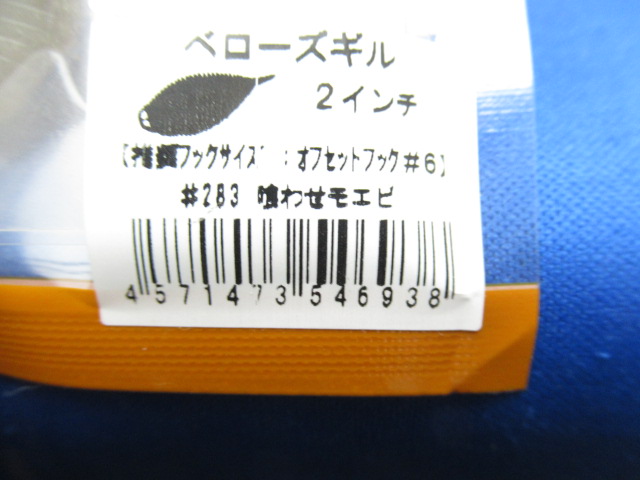 ベローズギル
2インチ
【推奨フックサイズ:オフセットフック#6】
#283 喰わせモエビ
4571473546938